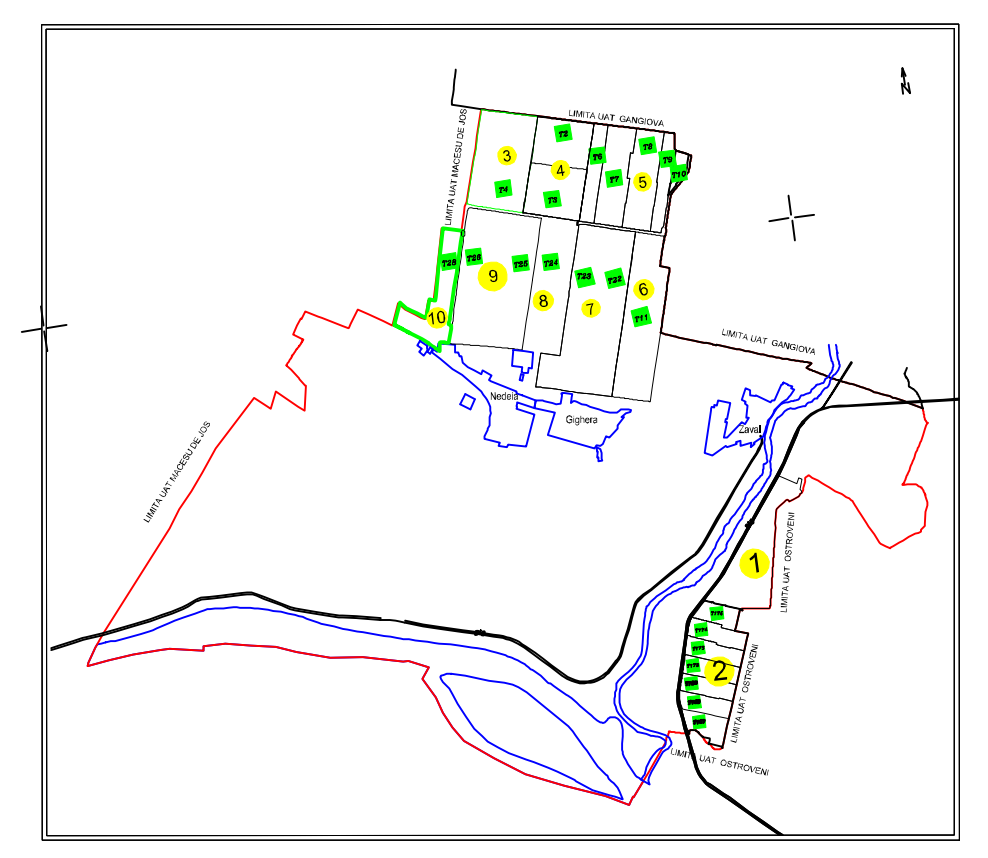 N
LIMITA UAT GANGIOVA
LIMITA UAT MACESU DE JOS
T2
T6
T8
T9
T10
3
4
5
T4
T7
T3
T24
T25
T23
T22
9
6
8
7
10
T11
LIMITA UAT GANGIOVA
Nedeia
Gighera
Zaval
LIMITA UAT MACESU DE JOS
1
LIMITA UAT OSTROVENI
2
LIMITA UAT OSTROVENI
LIMITA UAT OSTROVENI